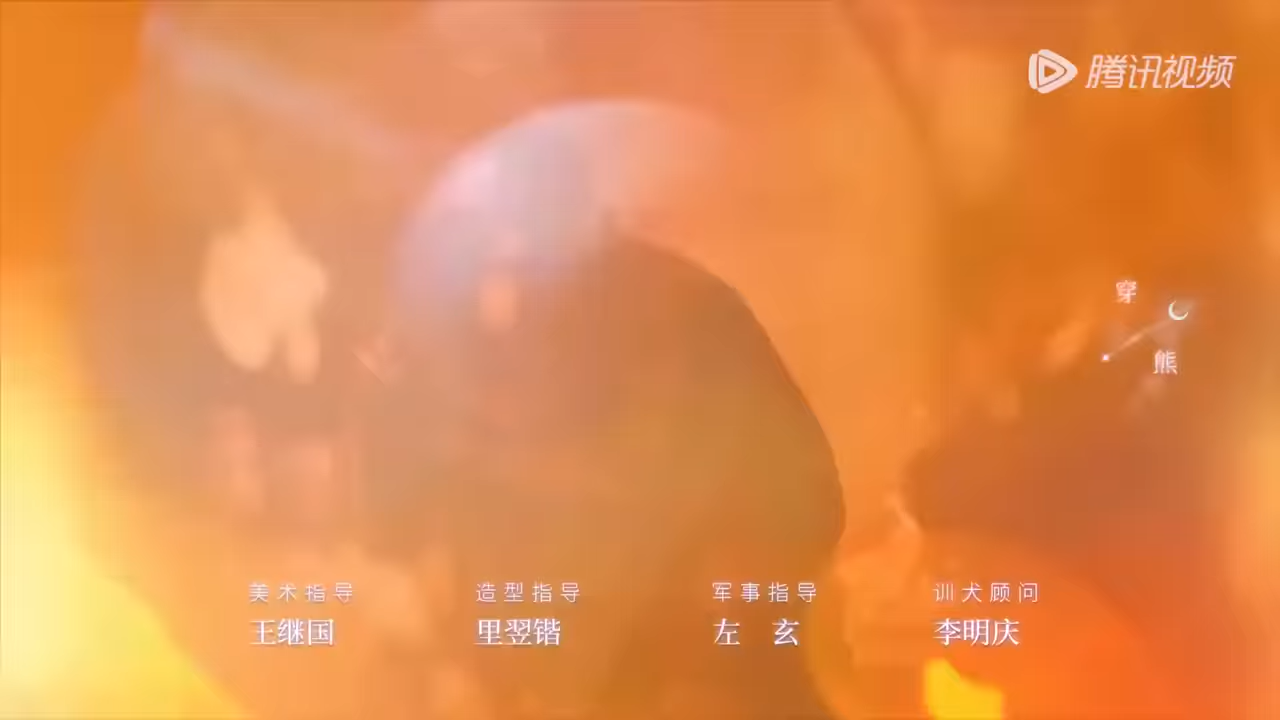 腾讯视频
穿
熊
美术指导
王继国
造型指导
里翌锴
军事指导
左 玄
训犬顾问
李明庆